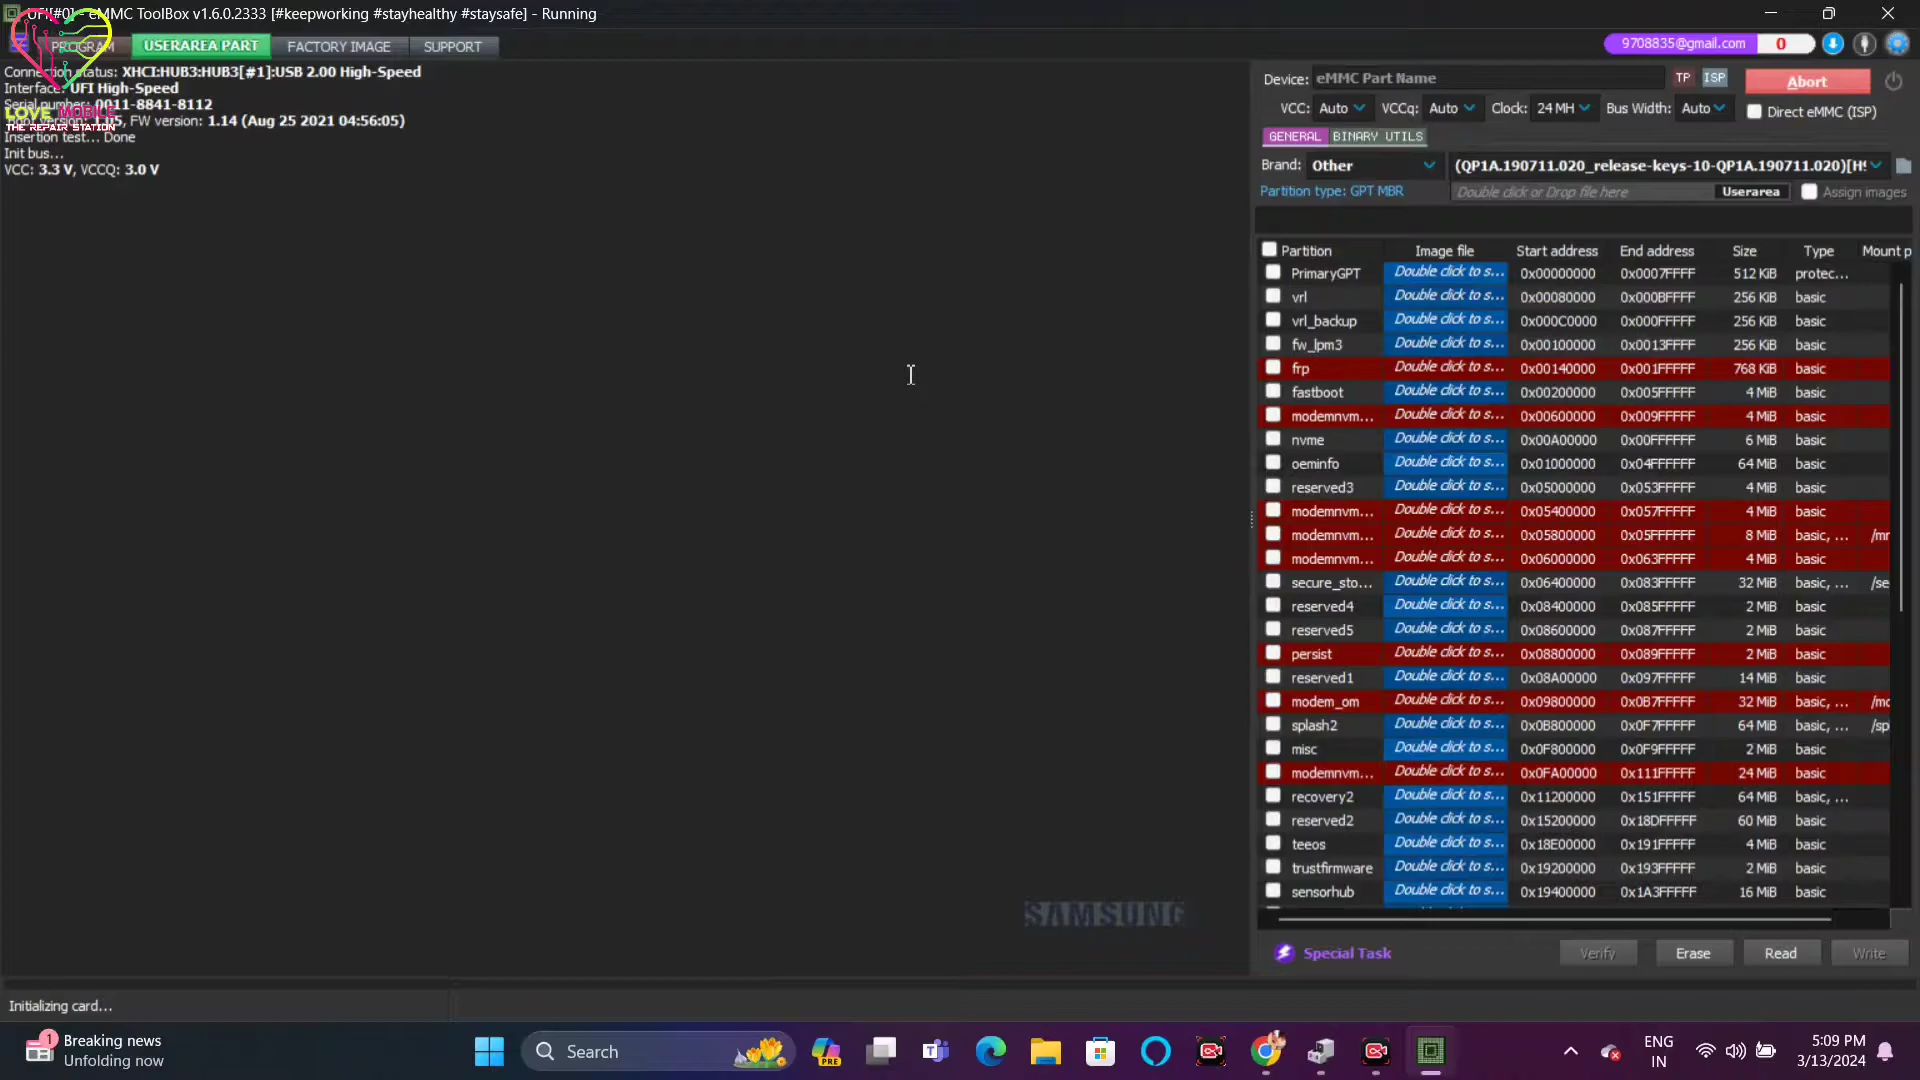 UFI[#0] - eMMC ToolBox v1.6.0.2333 [#keepworking #stayhealthy #staysafe] - Running
PROGRAM USERAREA PART FACTORY IMAGE SUPPORT
9708835@gmail.com 0
Connection status: XHCI:HUB3:HUB3[#1]:USB 2.00 High-Speed
Interface: UFI High-Speed
Serial number: 0011-8841-8112
Boot version: 1.05, FW version: 1.14 (Aug 25 2021 04:56:05)
LOVE MOBILE
THE REPAIR STATION
Insertion test... Done
Init bus...
VCC: 3.3 V, VCCQ: 3.0 V
SAMSUNG
Device: eMMC Part Name TP ISP Abort
VCC: Auto VCCq: Auto Clock: 24 MH Bus Width: Auto Direct eMMC (ISP)
GENERAL BINARY UTILS
Brand: Other (QP1A.190711.020_release-keys-10-QP1A.190711.020)[H9
Partition type: GPT MBR Double click or Drop file here Userarea Assign images
Partition Image file Start address End address Size Type Mount p
PrimaryGPT Double click to s... 0x00000000 0x0007FFFF 512 KiB protec...
vrl Double click to s... 0x00080000 0x000BFFFF 256 KiB basic
vrl_backup Double click to s... 0x000C0000 0x000FFFFF 256 KiB basic
fw_lpm3 Double click to s... 0x00100000 0x0013FFFF 256 KiB basic
frp Double click to s... 0x00140000 0x001FFFFF 768 KiB basic
fastboot Double click to s... 0x00200000 0x005FFFFF 4 MiB basic
modemnvm... Double click to s... 0x00600000 0x009FFFFF 4 MiB basic
nvme Double click to s... 0x00A00000 0x00FFFFFF 6 MiB basic
oeminfo Double click to s... 0x01000000 0x04FFFFFF 64 MiB basic
reserved3 Double click to s... 0x05000000 0x053FFFFF 4 MiB basic
modemnvm... Double click to s... 0x05400000 0x057FFFFF 4 MiB basic
modemnvm... Double click to s... 0x05800000 0x05FFFFFF 8 MiB basic, ... /mn
modemnvm... Double click to s... 0x06000000 0x063FFFFF 4 MiB basic
secure_sto... Double click to s... 0x06400000 0x083FFFFF 32 MiB basic, ... /se
reserved4 Double click to s... 0x08400000 0x085FFFFF 2 MiB basic
reserved5 Double click to s... 0x08600000 0x087FFFFF 2 MiB basic
persist Double click to s... 0x08800000 0x089FFFFF 2 MiB basic
reserved1 Double click to s... 0x08A00000 0x097FFFFF 14 MiB basic
modem_om Double click to s... 0x09800000 0x0B7FFFFF 32 MiB basic, ... /mo
splash2 Double click to s... 0x0B800000 0x0F7FFFFF 64 MiB basic, ... /sp
misc Double click to s... 0x0F800000 0x0F9FFFFF 2 MiB basic
modemnvm... Double click to s... 0x0FA00000 0x111FFFFF 24 MiB basic
recovery2 Double click to s... 0x11200000 0x151FFFFF 64 MiB basic, ...
reserved2 Double click to s... 0x15200000 0x18DFFFFF 60 MiB basic
teeos Double click to s... 0x18E00000 0x191FFFFF 4 MiB basic
trustfirmware Double click to s... 0x19200000 0x193FFFFF 2 MiB basic
sensorhub Double click to s... 0x19400000 0x1A3FFFFF 16 MiB basic
Special Task Verify Erase Read Write
Initializing card...
1 Breaking news
Unfolding now
Search
PRE
ENG
IN
5:09 PM
3/13/2024